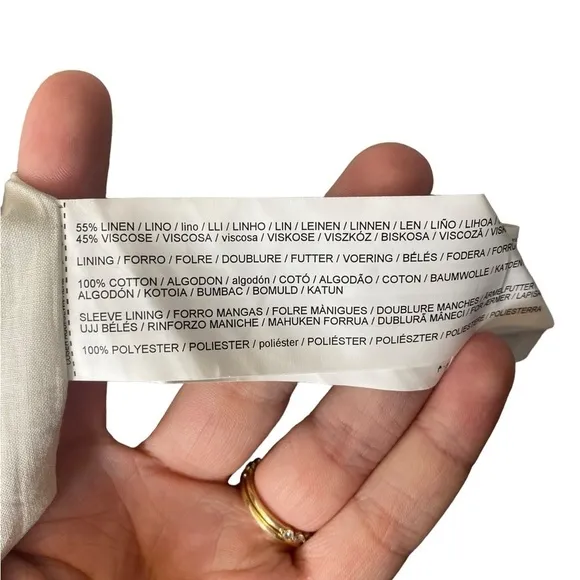 55% LINEN / LINO / lino / LLI / LINHO / LIN / LEINEN / LINNEN / LEN / LIÑO / LIHOA /
45% VISCOSE / VISCOSA / viscosa / VISKOSE / VISZKÓZ / BISKOSA / VISCOZĂ /
LINING / FORRO / FOLRE / DOUBLURE / FUTTER / VOERING / BÉLÉS / FODERA /
100% COTTON / ALGODON / algodón / COTÓ / ALGODÃO / COTON / BAUMWOLLE /
ALGODÓN / KOTOIA / BUMBAC / BOMULD / KATUN
SLEEVE LINING / FORRO MANGAS / FOLRE MÀNIGUES / DOUBLURE MANCHES / ÄRMELFUTTER
UJJ BÉLÉS / RINFORZO MANICHE / MAHUKEN FORRUA / DUBLURĂ MÂNECI /
100% POLYESTER / POLIESTER / poliéster / POLIÉSTER / POLIÉSZTER / POLIESTERE / POLIESTERRA